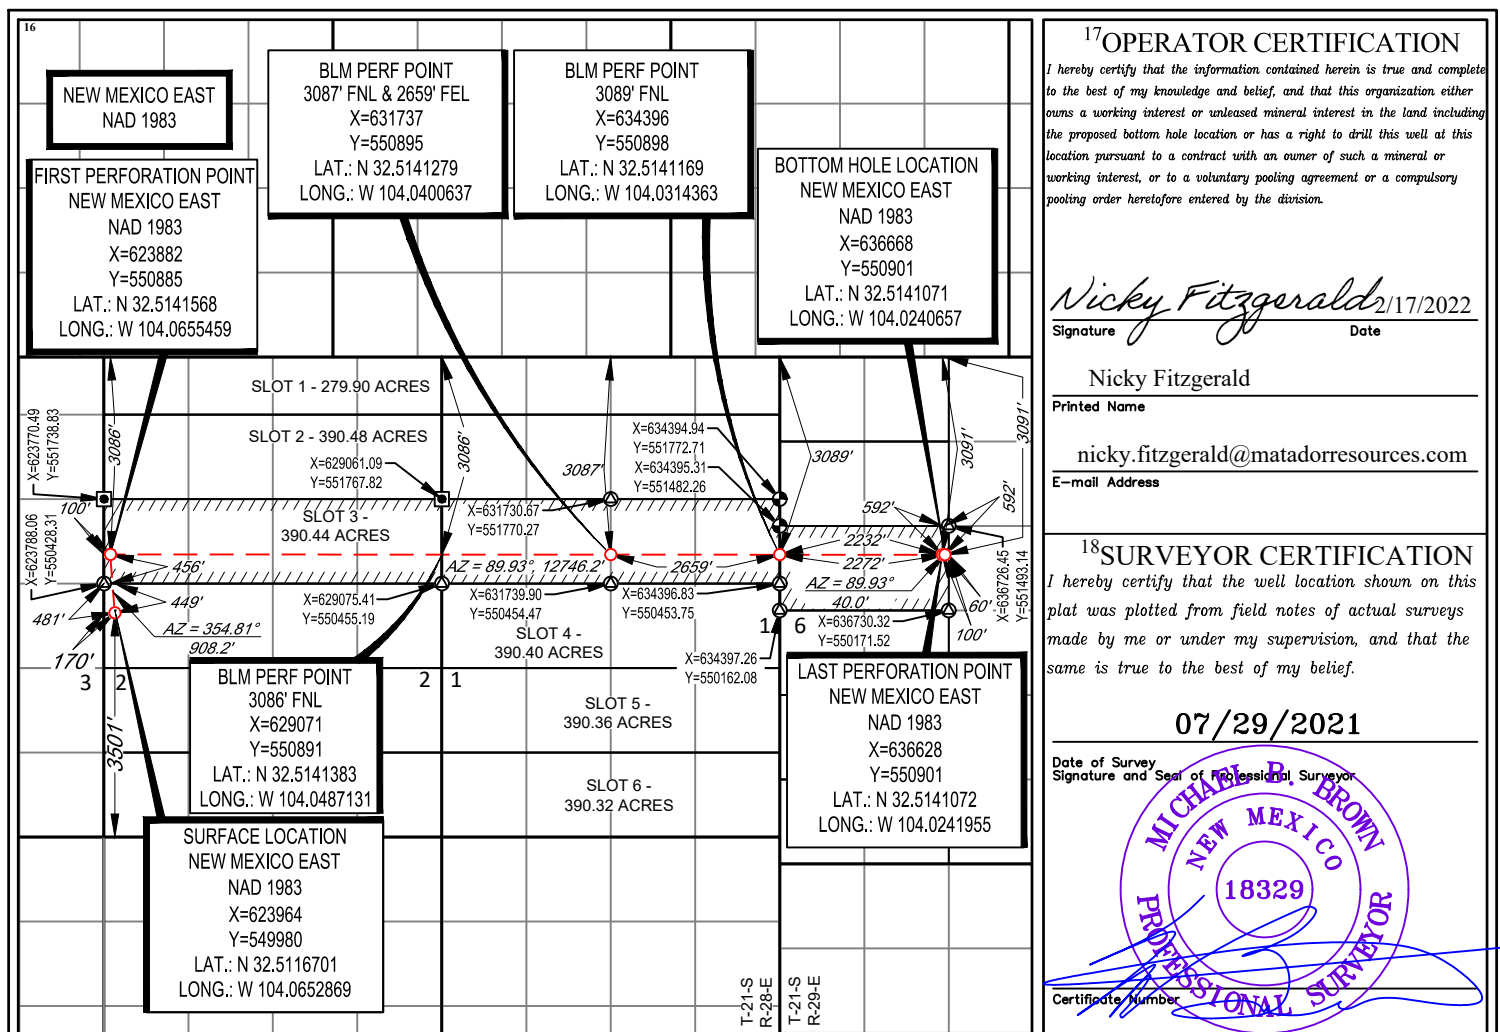 16
NEW MEXICO EAST
NAD 1983
FIRST PERFORATION POINT
NEW MEXICO EAST
NAD 1983
X=623882
Y=550885
LAT.: N 32.5141568
LONG.: W 104.0655459
BLM PERF POINT
3087' FNL & 2659' FEL
X=631737
Y=550895
LAT.: N 32.5141279
LONG.: W 104.0400637
BLM PERF POINT
3089' FNL
X=634396
Y=550898
LAT.: N 32.5141169
LONG.: W 104.0314363
BOTTOM HOLE LOCATION
NEW MEXICO EAST
NAD 1983
X=636668
Y=550901
LAT.: N 32.5141071
LONG.: W 104.0240657
SLOT 1 - 279.90 ACRES
SLOT 2 - 390.48 ACRES
SLOT 3 -
390.44 ACRES
SLOT 4 -
390.40 ACRES
SLOT 5 -
390.36 ACRES
SLOT 6 -
390.32 ACRES
X=623770.49
Y=551738.83
3086'
X=629061.09
Y=551767.82
3086'
3087'
X=634394.94
Y=551772.71
X=634395.31
Y=551482.26
3089'
3091'
3091'
X=631730.67
Y=551770.27
592'
592'
100'
X=623788.06
Y=550428.31
456'
449'
481'
170'
AZ = 354.81°
908.2'
AZ = 89.93°, 12746.2'
2659'
2232'
2272'
AZ = 89.93°
40.0'
60'
100'
X=636726.45
Y=551493.14
X=629075.41
Y=550455.19
X=631739.90
Y=550454.47
X=634396.83
Y=550453.75
X=636730.32
Y=550171.52
X=634397.26
Y=550162.08
1 6
3 2
2 1
3501'
BLM PERF POINT
3086' FNL
X=629071
Y=550891
LAT.: N 32.5141383
LONG.: W 104.0487131
LAST PERFORATION POINT
NEW MEXICO EAST
NAD 1983
X=636628
Y=550901
LAT.: N 32.5141072
LONG.: W 104.0241955
SURFACE LOCATION
NEW MEXICO EAST
NAD 1983
X=623964
Y=549980
LAT.: N 32.5116701
LONG.: W 104.0652869
T-21-S
R-28-E
T-21-S
R-29-E
17OPERATOR CERTIFICATION
I hereby certify that the information contained herein is true and complete
to the best of my knowledge and belief, and that this organization either
owns a working interest or unleased mineral interest in the land including
the proposed bottom hole location or has a right to drill this well at this
location pursuant to a contract with an owner of such a mineral or
working interest, or to a voluntary pooling agreement or a compulsory
pooling order heretofore entered by the division.
Nicky Fitzgerald 2/17/2022
Signature Date
Nicky Fitzgerald
Printed Name
nicky.fitzgerald@matadorresources.com
E-mail Address
18SURVEYOR CERTIFICATION
I hereby certify that the well location shown on this
plat was plotted from field notes of actual surveys
made by me or under my supervision, and that the
same is true to the best of my belief.
07/29/2021
Date of Survey
Signature and Seal of Professional Surveyor
MICHAEL B. BROWN
NEW MEXICO
18329
PROFESSIONAL SURVEYOR
Certificate Number